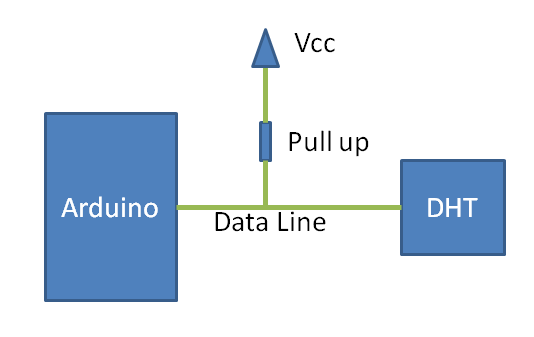 Vcc
Pull up
Arduino
DHT
Data Line